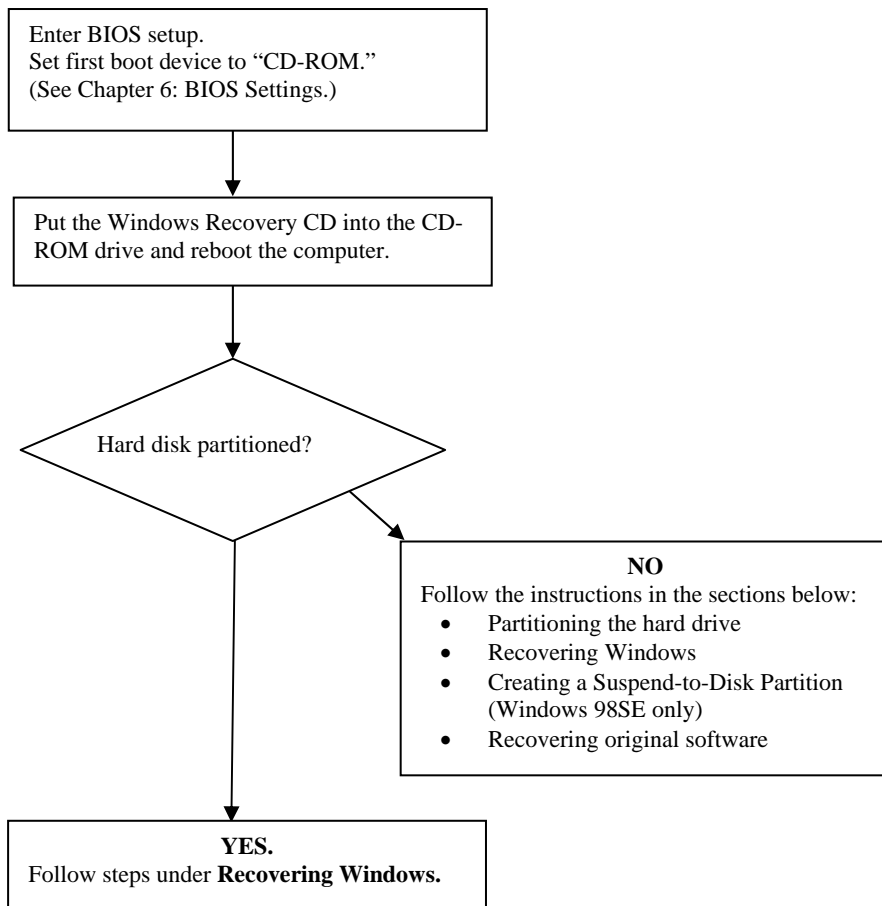 Enter BIOS setup.
Set first boot device to “CD-ROM.”
(See Chapter 6: BIOS Settings.)
Put the Windows Recovery CD into the CD-
ROM drive and reboot the computer.
Hard disk partitioned?
NO
Follow the instructions in the sections below:
• Partitioning the hard drive
• Recovering Windows
• Creating a Suspend-to-Disk Partition
(Windows 98SE only)
• Recovering original software
YES.
Follow steps under Recovering Windows.